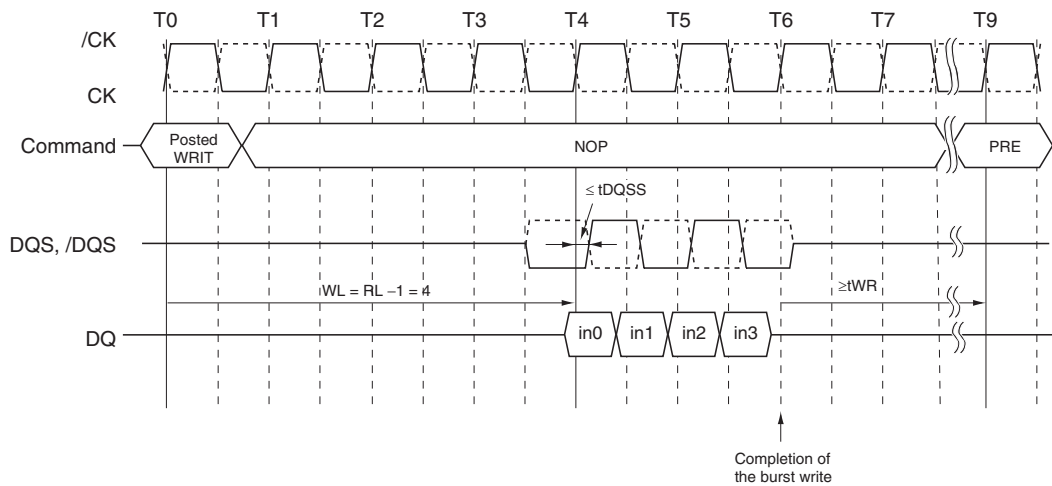 T0 T1 T2 T3 T4 T5 T6 T7 T9
/CK
CK
Command
Posted
WRIT
NOP
PRE
≤ tDQSS
DQS, /DQS
WL = RL −1 = 4
≥tWR
DQ
in0 in1 in2 in3
Completion of
the burst write